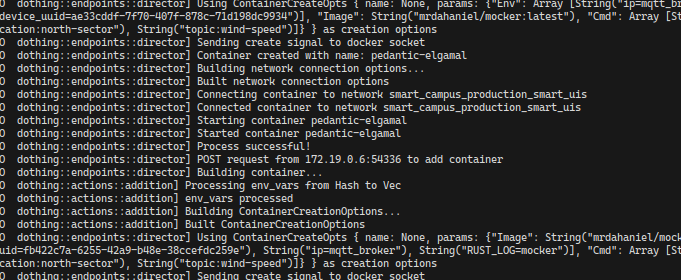 O  dothing::endpoints::director] Using ContainerCreateOpts { name: None, params: {"Env": Array [String("ip=mqtt_br
device_uuid=ae33cddf-7f70-407f-878c-71d198dc9934")], "Image": String("mrdahaniel/mocker:latest"), "Cmd": Array [S
cation:north-sector"), String("topic:wind-speed")]} } as creation options
O  dothing::endpoints::director] Sending create signal to docker socket
O  dothing::endpoints::director] Container created with name: pedantic-elgamal
O  dothing::endpoints::director] Building network connection options...
O  dothing::endpoints::director] Built network connection options
O  dothing::endpoints::director] Connecting container to network smart_campus_production_smart_uis
O  dothing::endpoints::director] Connected container to network smart_campus_production_smart_uis
O  dothing::endpoints::director] Starting container pedantic-elgamal
O  dothing::endpoints::director] Started container pedantic-elgamal
O  dothing::endpoints::director] Process successful!
O  dothing::endpoints::director] POST request from 172.19.0.6:54336 to add container
O  dothing::endpoints::director] Building container...
O  dothing::actions::addition] Processing env_vars from Hash to Vec
O  dothing::actions::addition] env_vars processed
O  dothing::actions::addition] Building ContainerCreationOptions...
O  dothing::actions::addition] Built ContainerCreationOptions
O  dothing::endpoints::director] Using ContainerCreateOpts { name: None, params: {"Image": String("mrdahaniel/mock
uid=fb422c7a-6255-42a9-b48e-38ccefdc259e"), String("ip=mqtt_broker"), String("RUST_LOG=mocker")], "Cmd": Array [St
cation:north-sector"), String("topic:wind-speed")]} } as creation options
O  dothing::endpoints::director] Sending create signal to docker socket